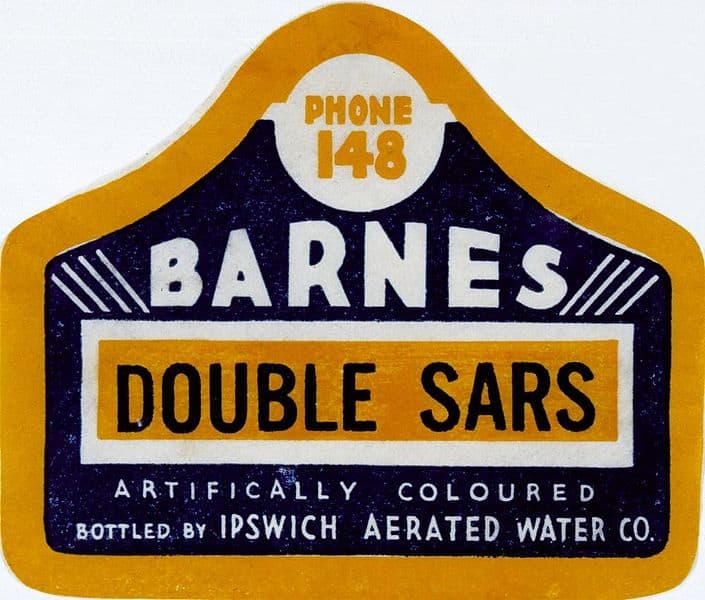 PHONE
148
BARNES
DOUBLE SARS
ARTIFICALLY COLOURED
BOTTLED BY IPSWICH AERATED WATER CO.